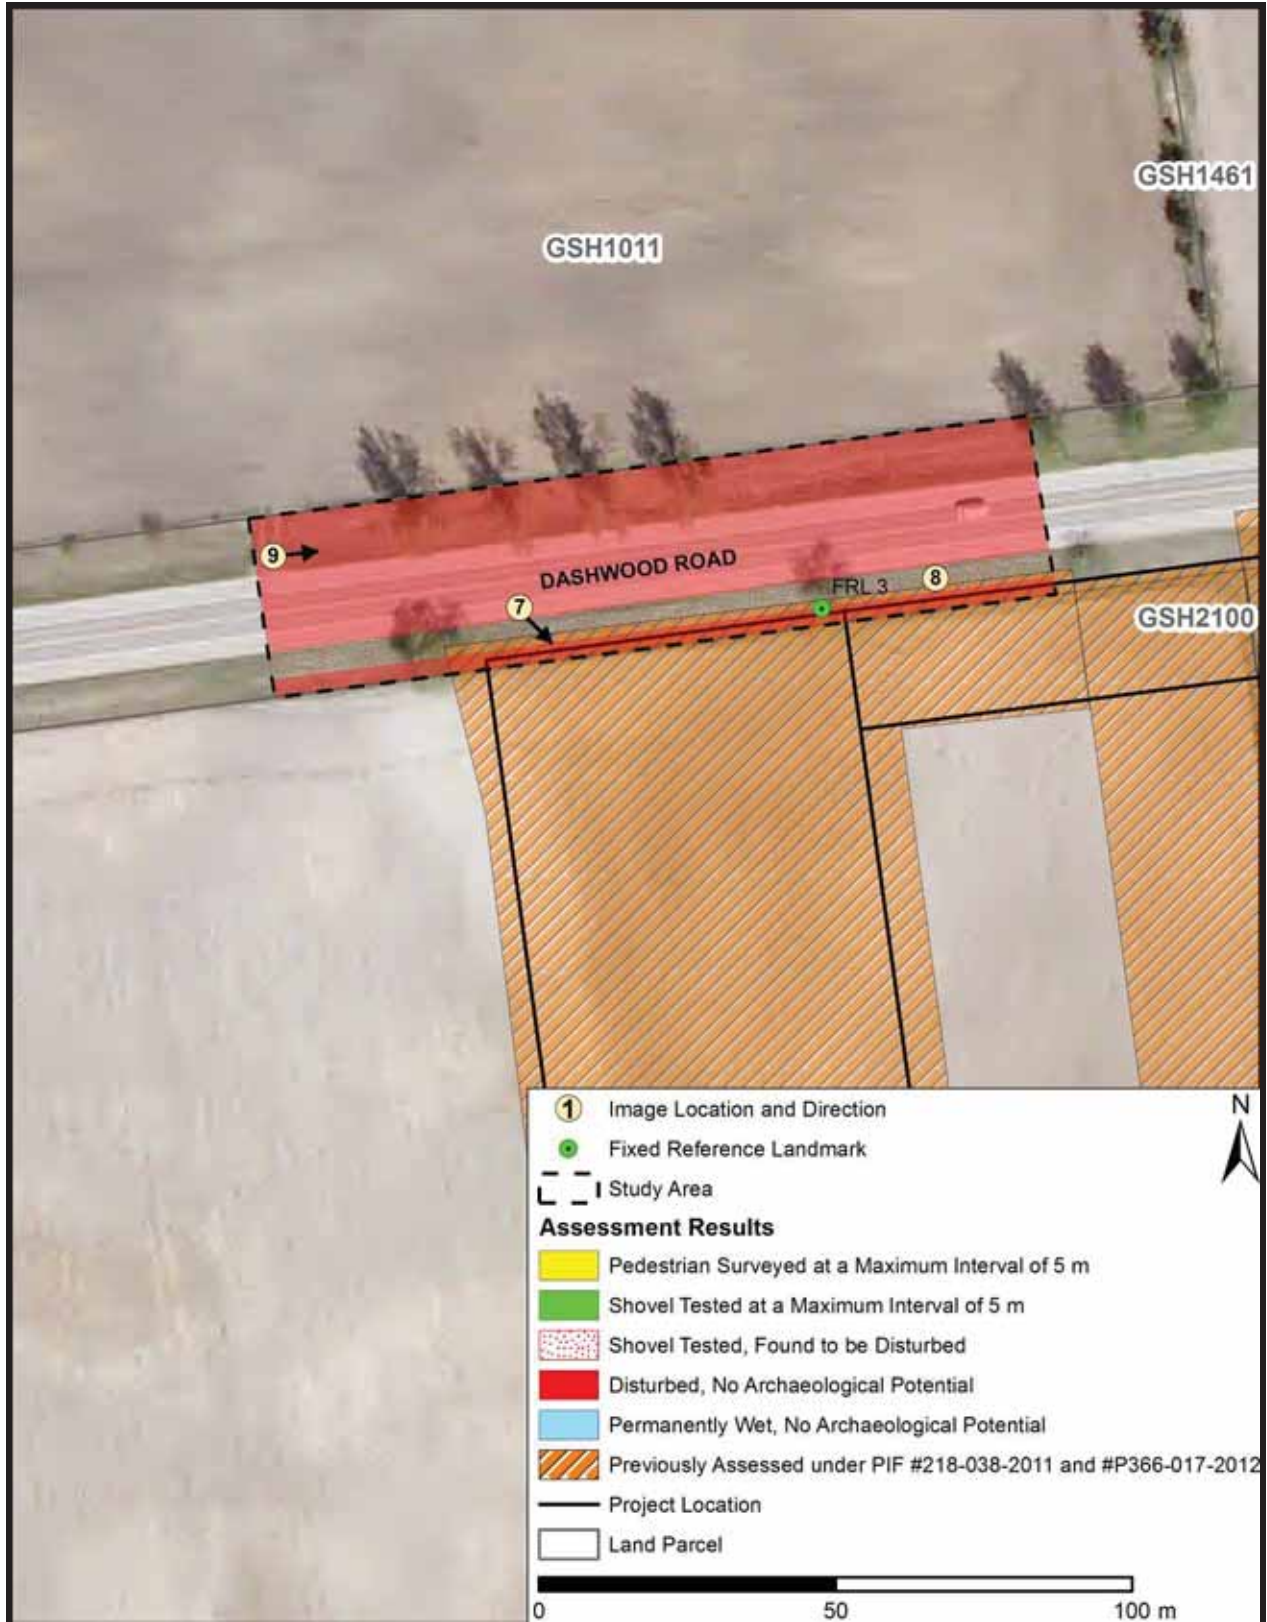 GSH1461
GSH1011
9
DASHWOOD ROAD
8
7
FRL 3
GSH2100
1 Image Location and Direction
N
Fixed Reference Landmark
Study Area
Assessment Results
Pedestrian Surveyed at a Maximum Interval of 5 m
Shovel Tested at a Maximum Interval of 5 m
Shovel Tested, Found to be Disturbed
Disturbed, No Archaeological Potential
Permanently Wet, No Archaeological Potential
Previously Assessed under PIF #218-038-2011 and #P366-017-2012
Project Location
Land Parcel
0 50 100 m